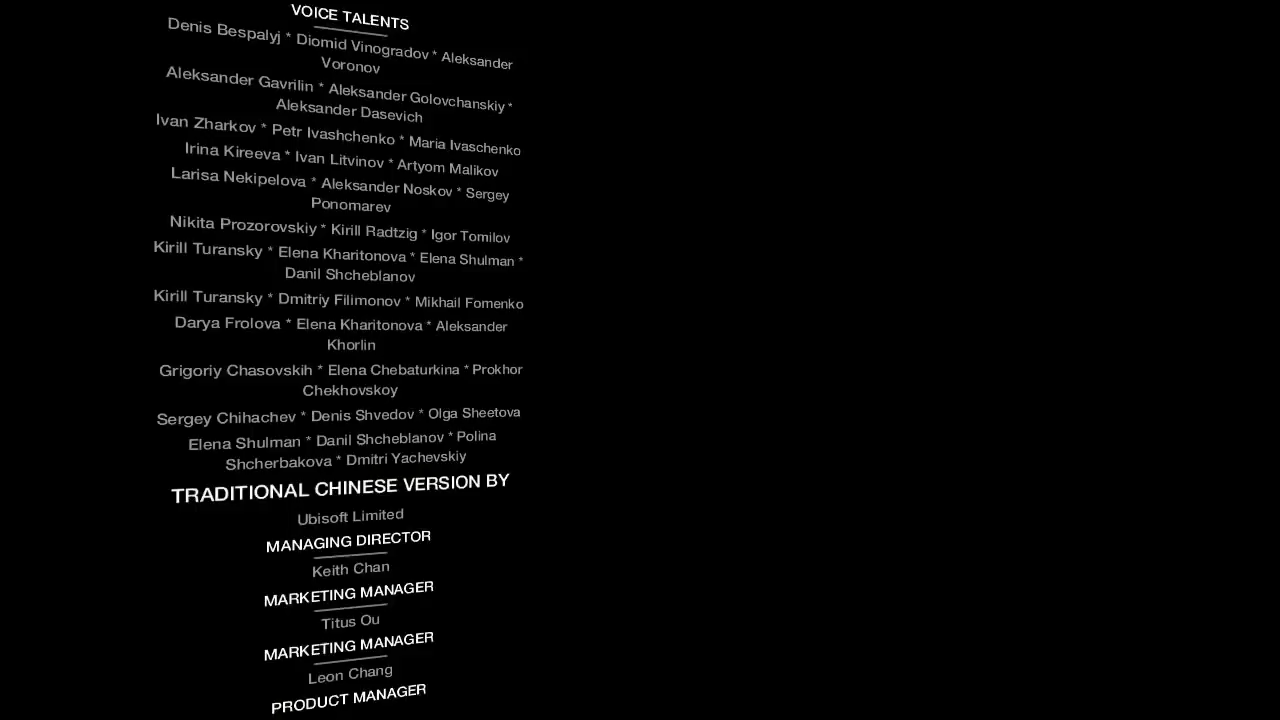 VOICE TALENTS
Denis Bespalyj * Diomid Vinogradov * Aleksander
Voronov
Aleksander Gavrilin * Aleksander Golovchanskiy *
Aleksander Dasevich
Ivan Zharkov * Petr Ivashchenko * Maria Ivaschenko
Irina Kireeva * Ivan Litvinov * Artyom Malikov
Larisa Nekipelova * Aleksander Noskov * Sergey
Ponomarev
Nikita Prozorovskiy * Kirill Radtzig * Igor Tomilov
Kirill Turansky * Elena Kharitonova * Elena Shulman *
Danil Shcheblanov
Kirill Turansky * Dmitriy Filimonov * Mikhail Fomenko
Darya Frolova * Elena Kharitonova * Aleksander
Khorlin
Grigoriy Chasovskih * Elena Chebaturkina * Prokhor
Chekhovskoy
Sergey Chihachev * Denis Shvedov * Olga Sheetova
Elena Shulman * Danil Shcheblanov * Polina
Shcherbakova * Dmitri Yachevskiy
TRADITIONAL CHINESE VERSION BY
Ubisoft Limited
MANAGING DIRECTOR
Keith Chan
MARKETING MANAGER
Titus Ou
MARKETING MANAGER
Leon Chang
PRODUCT MANAGER